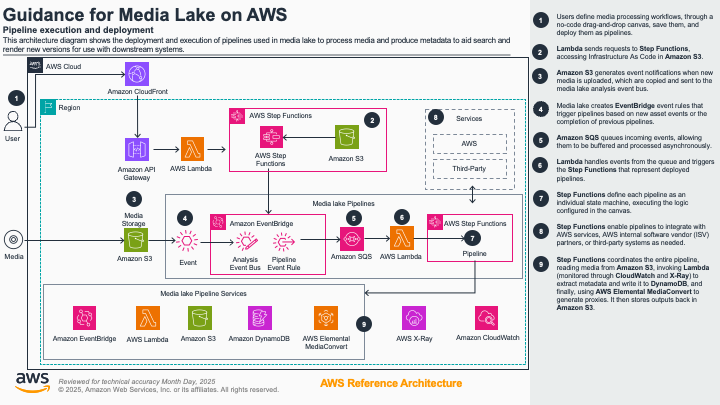 Guidance for Media Lake on AWS
Pipeline execution and deployment
This architecture diagram shows the deployment and execution of pipelines used in media lake to process media and produce metadata to aid search and
render new versions for use with downstream systems.
aws
AWS Cloud
1
User
Amazon CloudFront
Region
Amazon API
Gateway
AWS Lambda
AWS Step Functions
2
AWS Step
Functions
Amazon S3
8
Services
AWS
Third-Party
3
Media
Storage
Media
Amazon S3
Media lake Pipelines
4
Event
Amazon EventBridge
Analysis
Event Bus
Pipeline
Event Rule
5
Amazon SQS
6
AWS Lambda
AWS Step Functions
7
Pipeline
Media lake Pipeline Services
Amazon EventBridge
AWS Lambda
Amazon S3
Amazon DynamoDB
AWS Elemental
MediaConvert
9
AWS X-Ray
Amazon CloudWatch
aws
Reviewed for technical accuracy Month Day, 2025
© 2025, Amazon Web Services, Inc. or its affiliates. All rights reserved.
AWS Reference Architecture
1
Users define media processing workflows, through a
no-code drag-and-drop canvas, save them, and
deploy them as pipelines.
2
Lambda sends requests to Step Functions,
accessing Infrastructure As Code in Amazon S3.
3
Amazon S3 generates event notifications when new
media is uploaded, which are copied and sent to the
media lake analysis event bus.
4
Media lake creates EventBridge event rules that
trigger pipelines based on new asset events or the
completion of previous pipelines.
5
Amazon SQS queues incoming events, allowing
them to be buffered and processed asynchronously.
6
Lambda handles events from the queue and triggers
the Step Functions that represent deployed
pipelines.
7
Step Functions define each pipeline as an
individual state machine, executing the logic
configured in the canvas.
8
Step Functions enable pipelines to integrate with
AWS services, AWS internal software vendor (ISV)
partners, or third-party systems as needed.
9
Step Functions coordinates the entire pipeline,
reading media from Amazon S3, invoking Lambda
(monitored through CloudWatch and X-Ray) to
extract metadata and write it to DynamoDB, and
finally, using AWS Elemental MediaConvert to
generate proxies. It then stores outputs back in
Amazon S3.